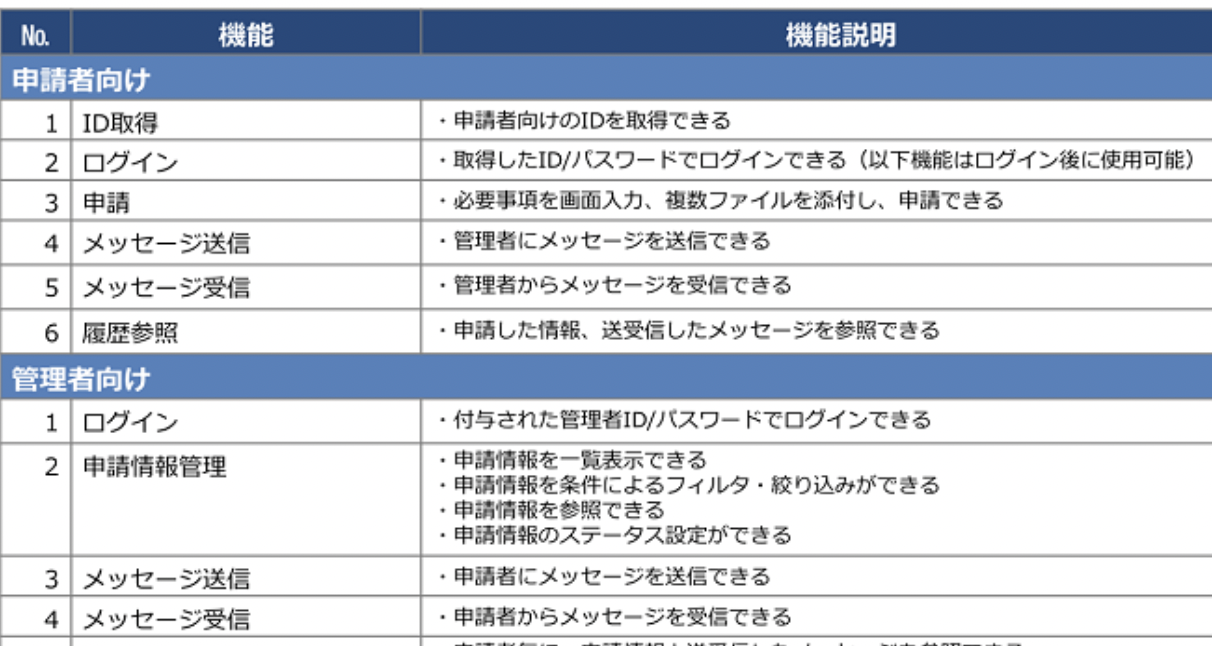 No. 機能 機能説明
申請者向け
1 ID取得 ・申請者向けのIDを取得できる
2 ログイン ・取得したID/パスワードでログインできる（以下機能はログイン後に使用可能）
3 申請 ・必要事項を画面入力、複数ファイルを添付し、申請できる
4 メッセージ送信 ・管理者にメッセージを送信できる
5 メッセージ受信 ・管理者からメッセージを受信できる
6 履歴参照 ・申請した情報、送受信したメッセージを参照できる
管理者向け
1 ログイン ・付与された管理者ID/パスワードでログインできる
2 申請情報管理 ・申請情報を一覧表示できる
・申請情報を条件によるフィルタ・絞り込みができる
・申請情報を参照できる
・申請情報のステータス設定ができる
3 メッセージ送信 ・申請者にメッセージを送信できる
4 メッセージ受信 ・申請者からメッセージを受信できる